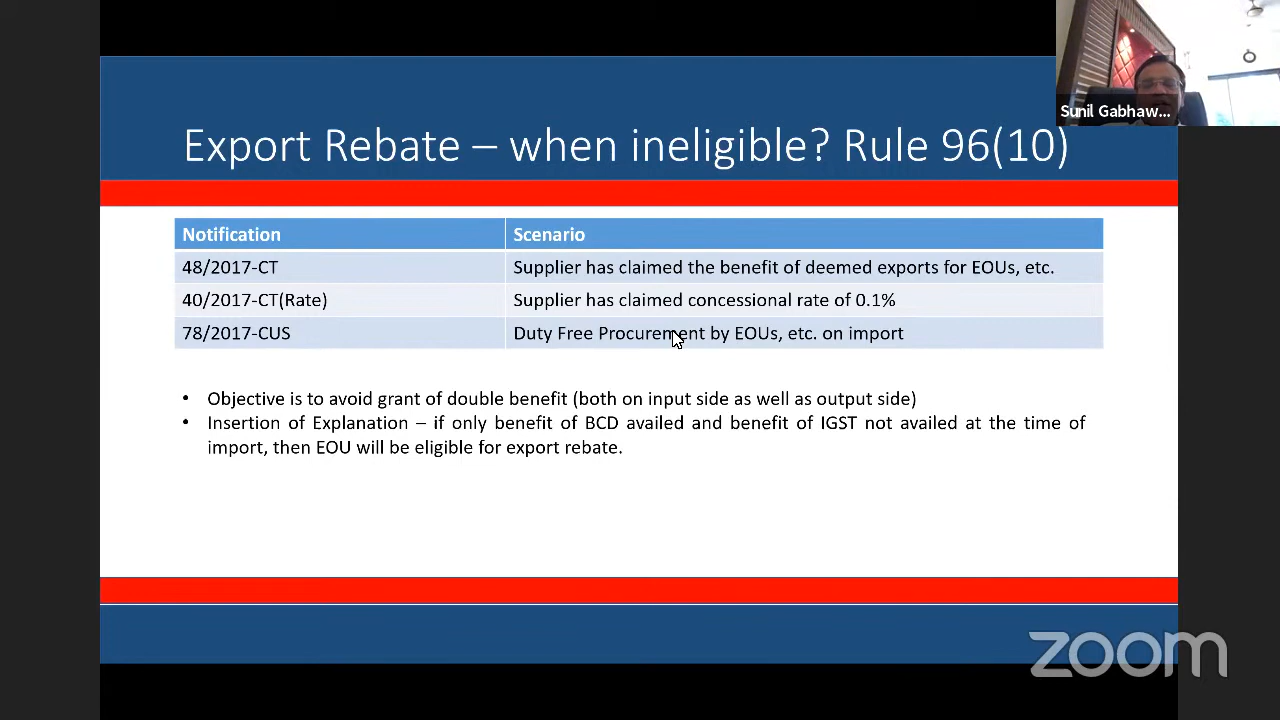 Sunil Gabhaw...
Export Rebate – when ineligible? Rule 96(10)
Notification Scenario
48/2017-CT Supplier has claimed the benefit of deemed exports for EOUs, etc.
40/2017-CT(Rate) Supplier has claimed concessional rate of 0.1%
78/2017-CUS Duty Free Procurement by EOUs, etc. on import
• Objective is to avoid grant of double benefit (both on input side as well as output side)
• Insertion of Explanation – if only benefit of BCD availed and benefit of IGST not availed at the time of
import, then EOU will be eligible for export rebate.
zoom